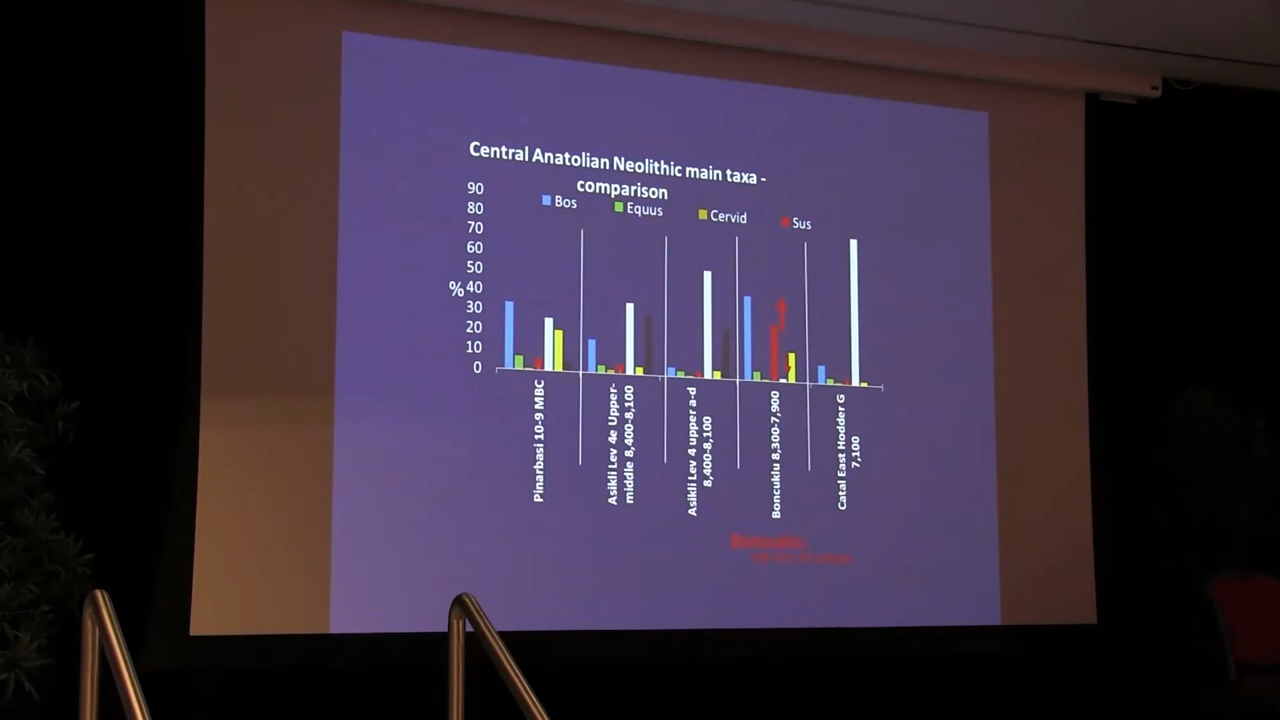 Central Anatolian Neolithic main taxa -
comparison
Bos
Equus
Cervid
Sus
90
80
70
60
50
40
30
20
10
0
%
Pinarbasi 10-9 MBC
Asikli Lev 4e Upper-
middle 8,400-8,100
Asikli Lev 4 upper a-d
8,400-8,100
Boncuklu 8,300-7,900
Catal East Hodder G
7,100